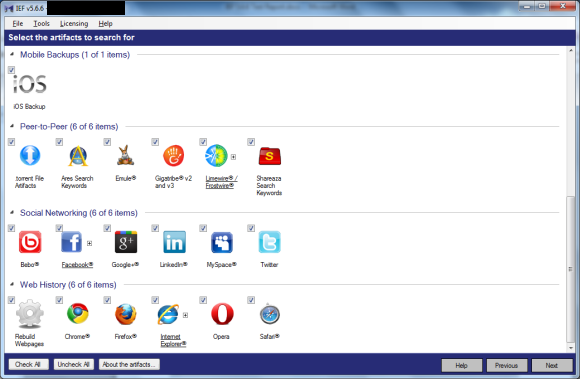 IEF v5.6.6 -
File Tools Licensing Help
Select the artifacts to search for
Mobile Backups (1 of 1 items)
iOS
iOS Backup
Peer-to-Peer (6 of 6 items)
.torrent File Artifacts
Ares Search Keywords
Emule®
Gigatribe® v2 and v3
Limewire® / Frostwire®
Shareaza Search Keywords
Social Networking (6 of 6 items)
Bebo®
Facebook®
Google+®
LinkedIn®
MySpace®
Twitter
Web History (6 of 6 items)
Rebuild Webpages
Chrome®
Firefox®
Internet Explorer®
Opera
Safari®
Check All Uncheck All About the artifacts... Help Previous Next